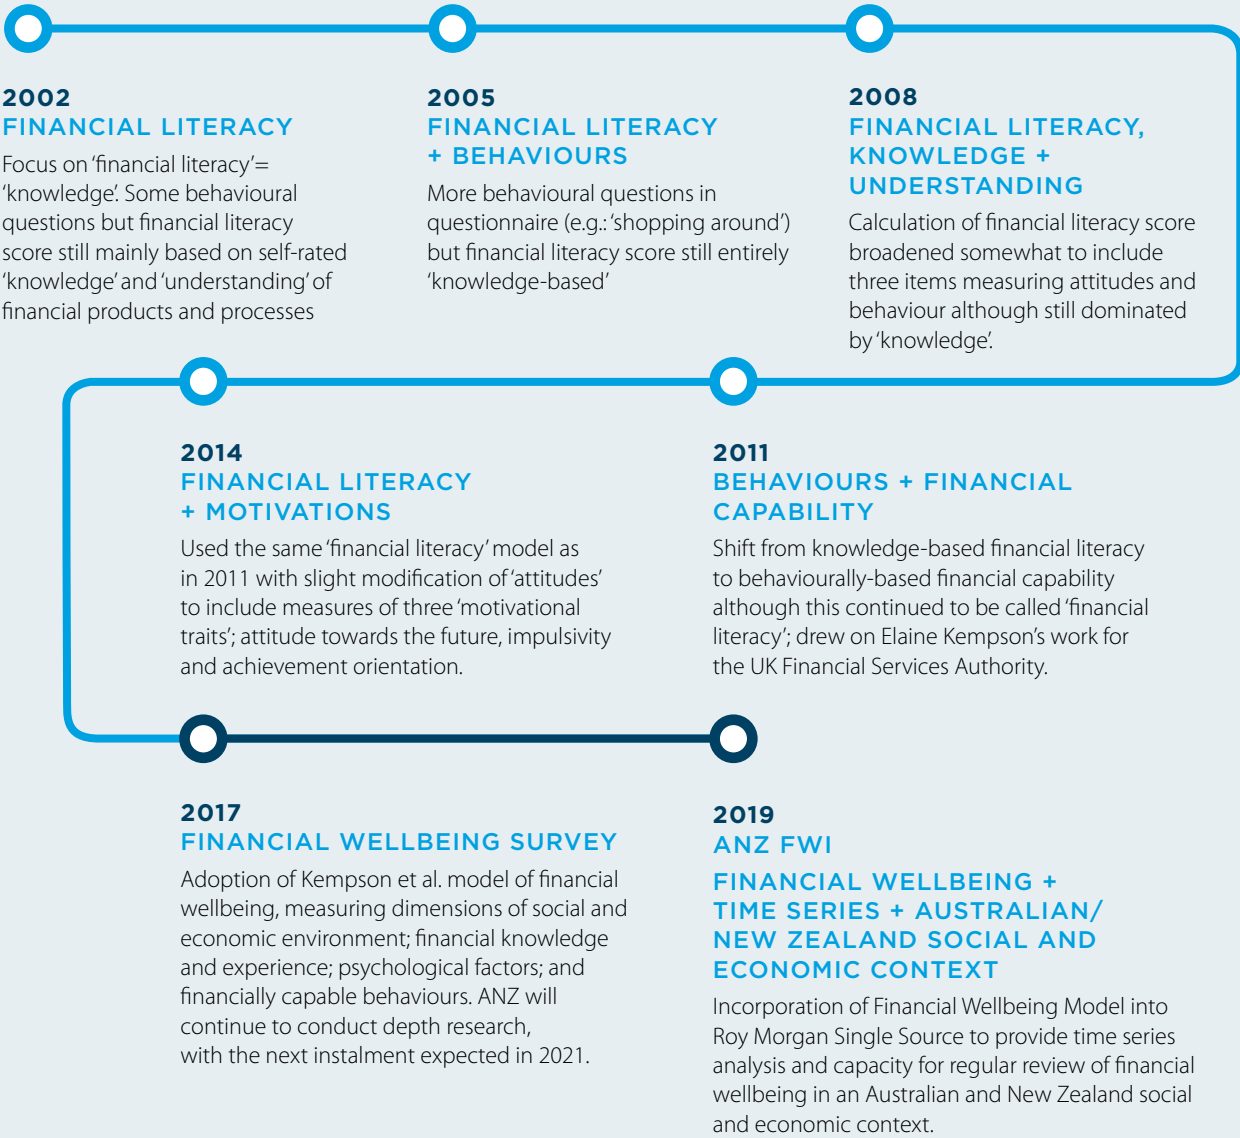 2002
FINANCIAL LITERACY
Focus on ‘financial literacy’=
‘knowledge’. Some behavioural
questions but financial literacy
score still mainly based on self-rated
‘knowledge’ and ‘understanding’ of
financial products and processes
2005
FINANCIAL LITERACY
+ BEHAVIOURS
More behavioural questions in
questionnaire (e.g.: ‘shopping around’)
but financial literacy score still entirely
‘knowledge-based’
2008
FINANCIAL LITERACY,
KNOWLEDGE +
UNDERSTANDING
Calculation of financial literacy score
broadened somewhat to include
three items measuring attitudes and
behaviour although still dominated
by ‘knowledge’.
2011
BEHAVIOURS + FINANCIAL
CAPABILITY
Shift from knowledge-based financial literacy
to behaviourally-based financial capability
although this continued to be called ‘financial
literacy’; drew on Elaine Kempson’s work for
the UK Financial Services Authority.
2014
FINANCIAL LITERACY
+ MOTIVATIONS
Used the same ‘financial literacy’ model as
in 2011 with slight modification of ‘attitudes’
to include measures of three ‘motivational
traits’; attitude towards the future, impulsivity
and achievement orientation.
2017
FINANCIAL WELLBEING SURVEY
Adoption of Kempson et al. model of financial
wellbeing, measuring dimensions of social and
economic environment; financial knowledge
and experience; psychological factors; and
financially capable behaviours. ANZ will
continue to conduct depth research,
with the next instalment expected in 2021.
2019
ANZ FWI
FINANCIAL WELLBEING +
TIME SERIES + AUSTRALIAN/
NEW ZEALAND SOCIAL AND
ECONOMIC CONTEXT
Incorporation of Financial Wellbeing Model into
Roy Morgan Single Source to provide time series
analysis and capacity for regular review of financial
wellbeing in an Australian and New Zealand social
and economic context.